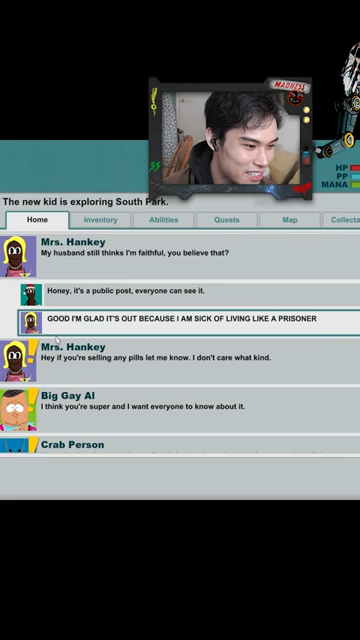 MADNESS
HP
PP
MANA
The new kid is exploring South Park.
Home Inventory Abilities Quests Map Collecta
Mrs. Hankey
My husband still thinks I'm faithful, you believe that?
Honey, it's a public post, everyone can see it.
GOOD I'M GLAD IT'S OUT BECAUSE I AM SICK OF LIVING LIKE A PRISONER
Mrs. Hankey
Hey if you're selling any pills let me know. I don't care what kind.
Big Gay Al
I think you're super and I want everyone to know about it.
Crab Person